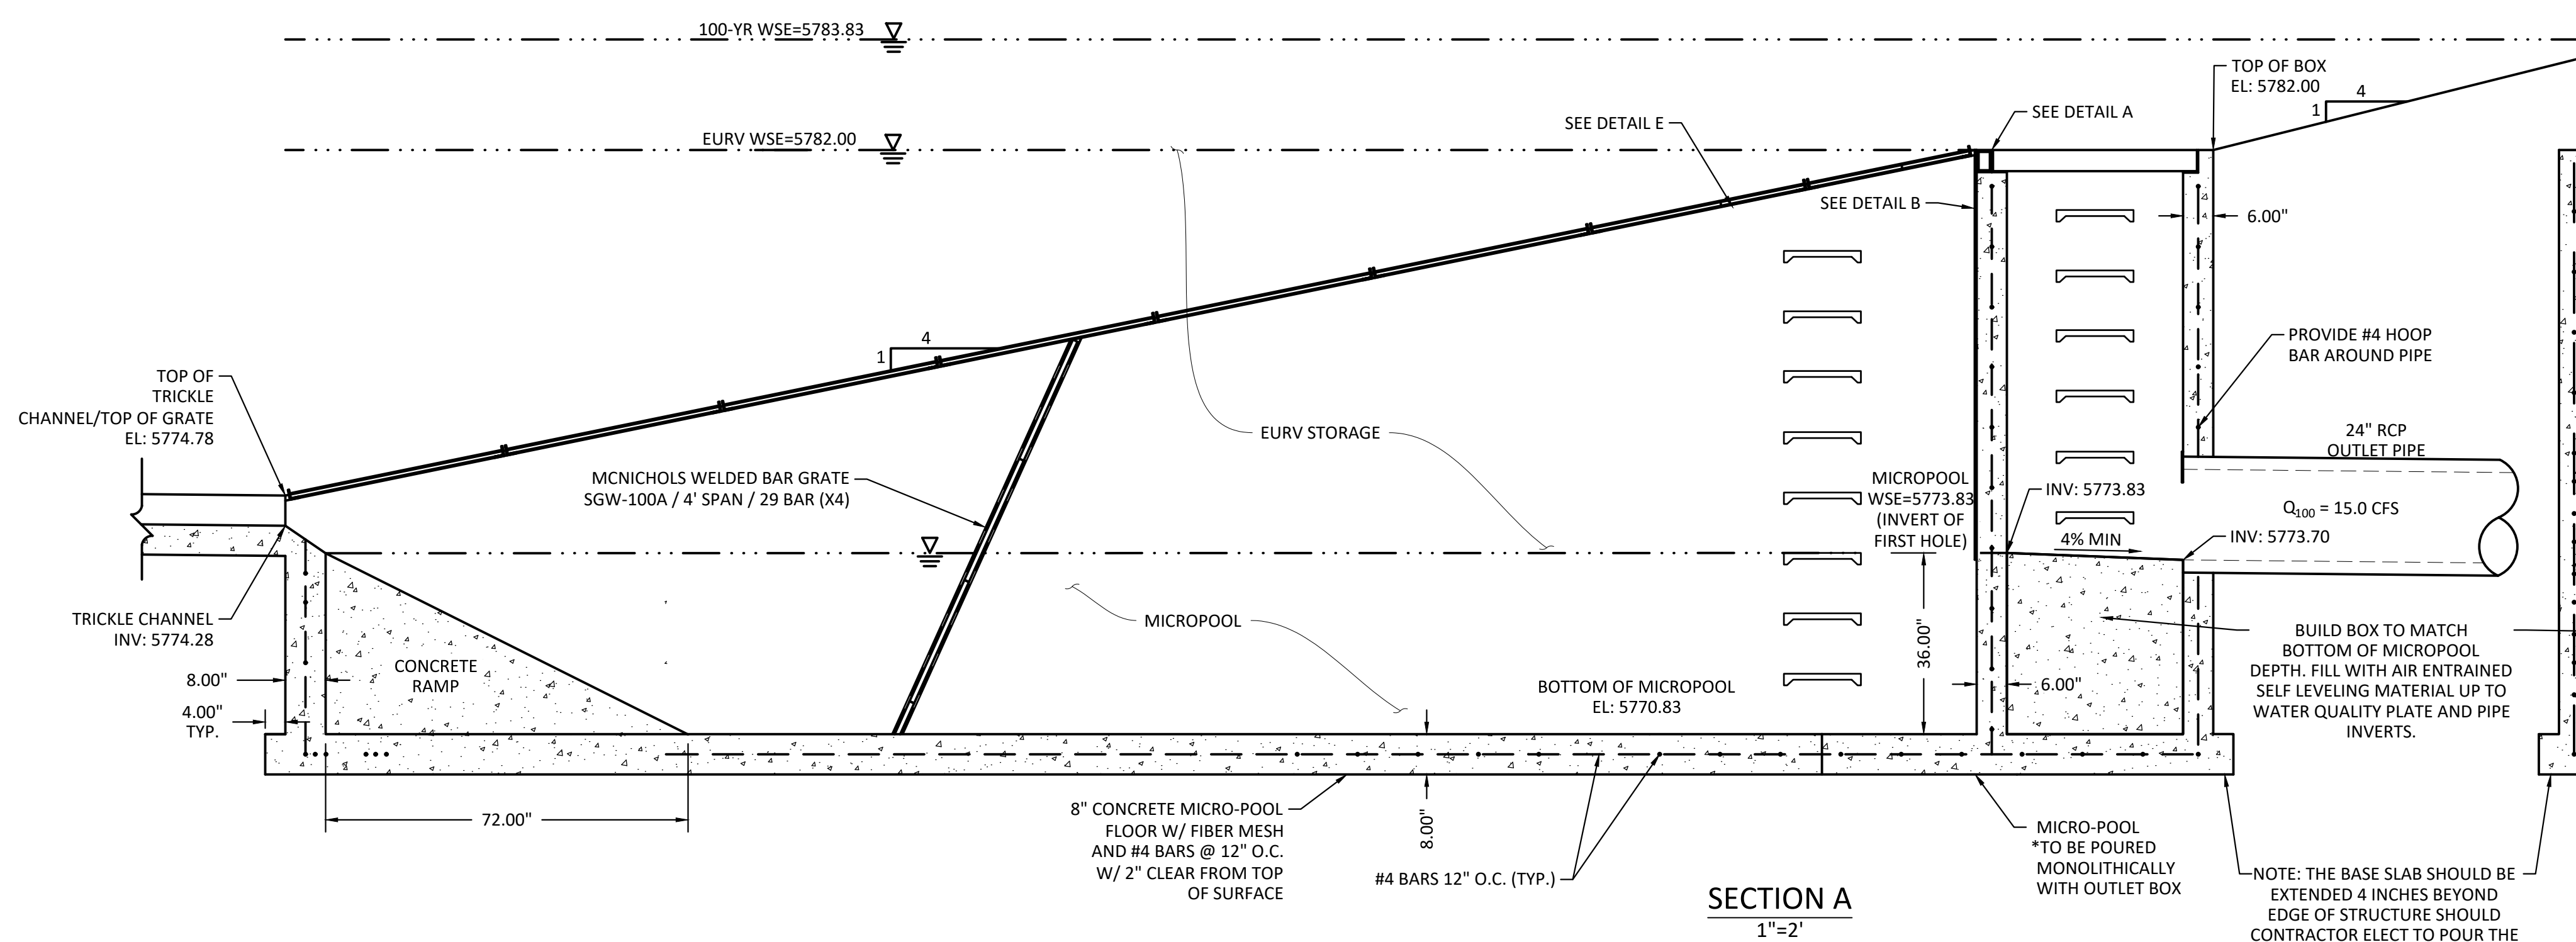 100-YR WSE=5783.83
EURV WSE=5782.00
SEE DETAIL E
SEE DETAIL A
TOP OF BOX
EL: 5782.00
4
1
SEE DETAIL B
6.00"
4
1
TOP OF
TRICKLE
CHANNEL/TOP OF GRATE
EL: 5774.78
PROVIDE #4 HOOP
BAR AROUND PIPE
EURV STORAGE
24" RCP
OUTLET PIPE
MCNICHOLS WELDED BAR GRATE
SGW-100A / 4' SPAN / 29 BAR (X4)
MICROPOOL
WSE=5773.83
(INVERT OF
FIRST HOLE)
INV: 5773.83
Q100 = 15.0 CFS
4% MIN
INV: 5773.70
TRICKLE CHANNEL
INV: 5774.28
MICROPOOL
36.00"
BUILD BOX TO MATCH
BOTTOM OF MICROPOOL
DEPTH. FILL WITH AIR ENTRAINED
SELF LEVELING MATERIAL UP TO
WATER QUALITY PLATE AND PIPE
INVERTS.
CONCRETE
RAMP
8.00"
4.00"
TYP.
BOTTOM OF MICROPOOL
EL: 5770.83
6.00"
72.00"
8" CONCRETE MICRO-POOL
FLOOR W/ FIBER MESH
AND #4 BARS @ 12" O.C.
W/ 2" CLEAR FROM TOP
OF SURFACE
8.00"
#4 BARS 12" O.C. (TYP.)
MICRO-POOL
*TO BE POURED
MONOLITHICALLY
WITH OUTLET BOX
NOTE: THE BASE SLAB SHOULD BE
EXTENDED 4 INCHES BEYOND
EDGE OF STRUCTURE SHOULD
CONTRACTOR ELECT TO POUR THE
SECTION A
1"=2'